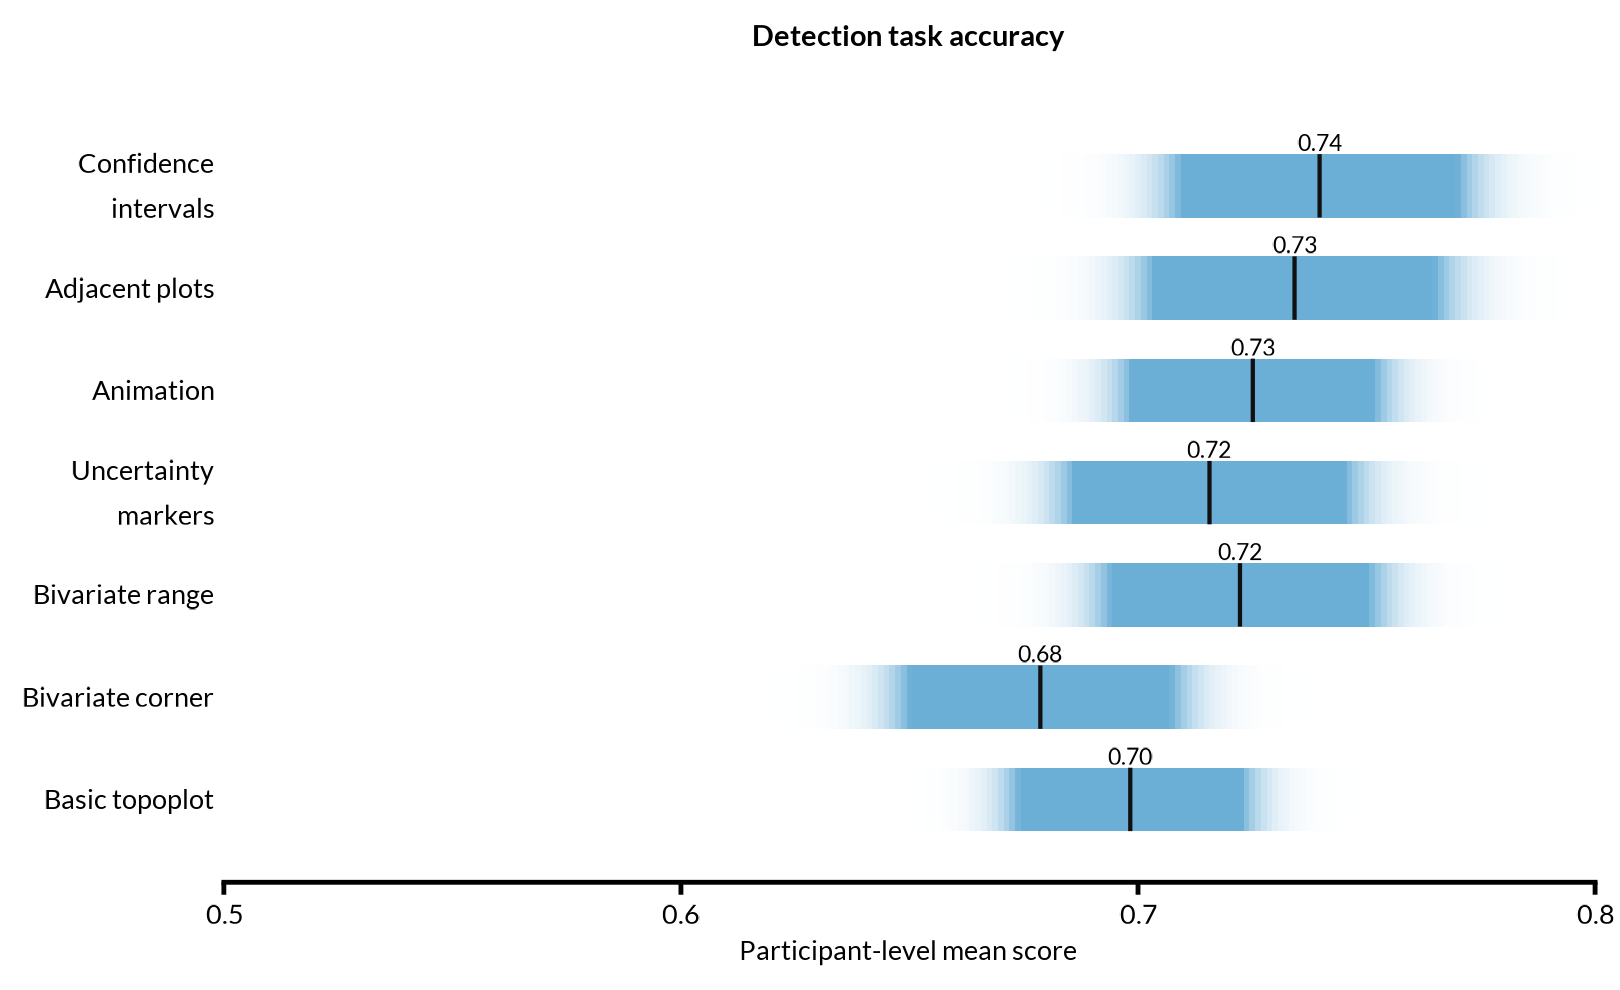 Detection task accuracy
Confidence
intervals
0.74
Adjacent plots
0.73
Animation
0.73
Uncertainty
markers
0.72
Bivariate range
0.72
Bivariate corner
0.68
Basic topoplot
0.70
0.5 0.6 0.7 0.8
Participant-level mean score